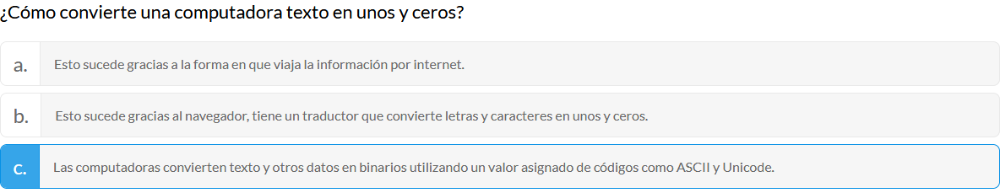 ¿Cómo convierte una computadora texto en unos y ceros?
a. Esto sucede gracias a la forma en que viaja la información por internet.
b. Esto sucede gracias al navegador, tiene un traductor que convierte letras y caracteres en unos y ceros.
c. Las computadoras convierten texto y otros datos en binarios utilizando un valor asignado de códigos como ASCII y Unicode.